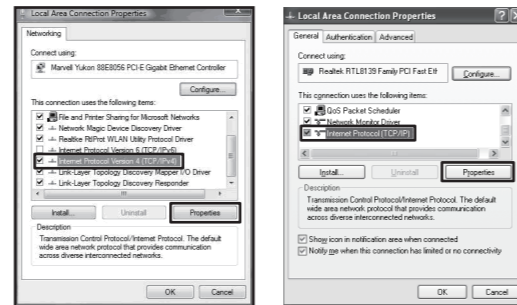 Local Area Connection Properties
Networking
Connect using:
Marvell Yukon 88E8056 PCI-E Gigabit Ethernet Controller
Configure...
This connection uses the following items:
File and Printer Sharing for Microsoft Networks
Network Magic Device Discovery Driver
Realtke RtlProt WLAN Utility Protocol Driver
Internet Protocol Version 6 (TCP/IPv6)
Internet Protocol Version 4 (TCP/IPv4)
Link-Layer Topology Discovery Mapper I/O Driver
Link-Layer Topology Discovery Responder
Install...
Uninstall
Properties
Description
Transmission Control Protocol/Internet Protocol. The default
wide area network protocol that provides communication
across diverse interconnected networks.
OK
Cancel
Local Area Connection Properties
General
Authentication
Advanced
Connect using:
Realtek RTL8139 Family PCI Fast Eth
Configure...
This connection uses the following items:
QoS Packet Scheduler
Network Monitor Driver
Internet Protocol (TCP/IP)
Install...
Uninstall
Properties
Description
Transmission Control Protocol/Internet Protocol. The default
wide area network protocol that provides communication
across diverse interconnected networks.
Show icon in notification area when connected
Notify me when this connection has limited or no connectivity
OK
Cancel